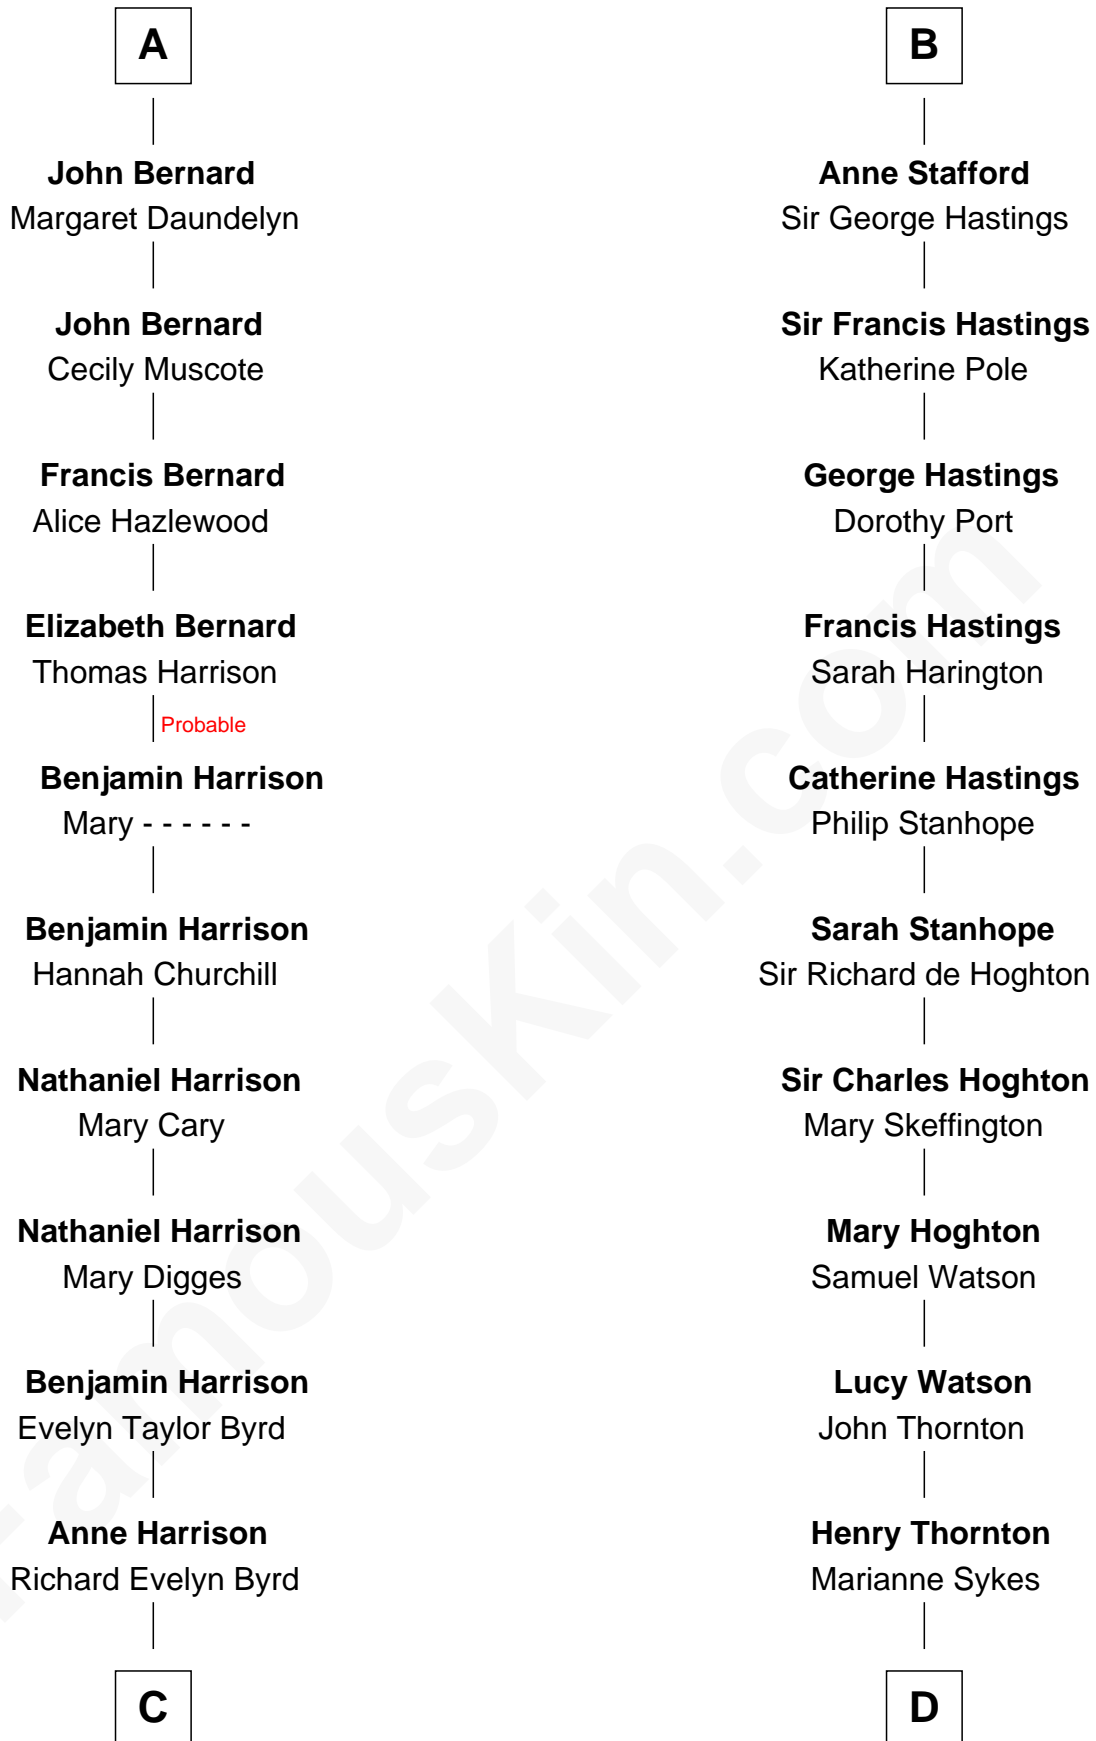 A
John Bernard
Margaret Daundelyn
John Bernard
Cecily Muscote
Francis Bernard
Alice Hazlewood
Elizabeth Bernard
Thomas Harrison
Probable
Benjamin Harrison
Mary - - - - - -
Benjamin Harrison
Hannah Churchill
Nathaniel Harrison
Mary Cary
Nathaniel Harrison
Mary Digges
Benjamin Harrison
Evelyn Taylor Byrd
Anne Harrison
Richard Evelyn Byrd
C
B
Anne Stafford
Sir George Hastings
Sir Francis Hastings
Katherine Pole
George Hastings
Dorothy Port
Francis Hastings
Sarah Harington
Catherine Hastings
Philip Stanhope
Sarah Stanhope
Sir Richard de Hoghton
Sir Charles Hoghton
Mary Skeffington
Mary Hoghton
Samuel Watson
Lucy Watson
John Thornton
Henry Thornton
Marianne Sykes
D
FamousKin.com